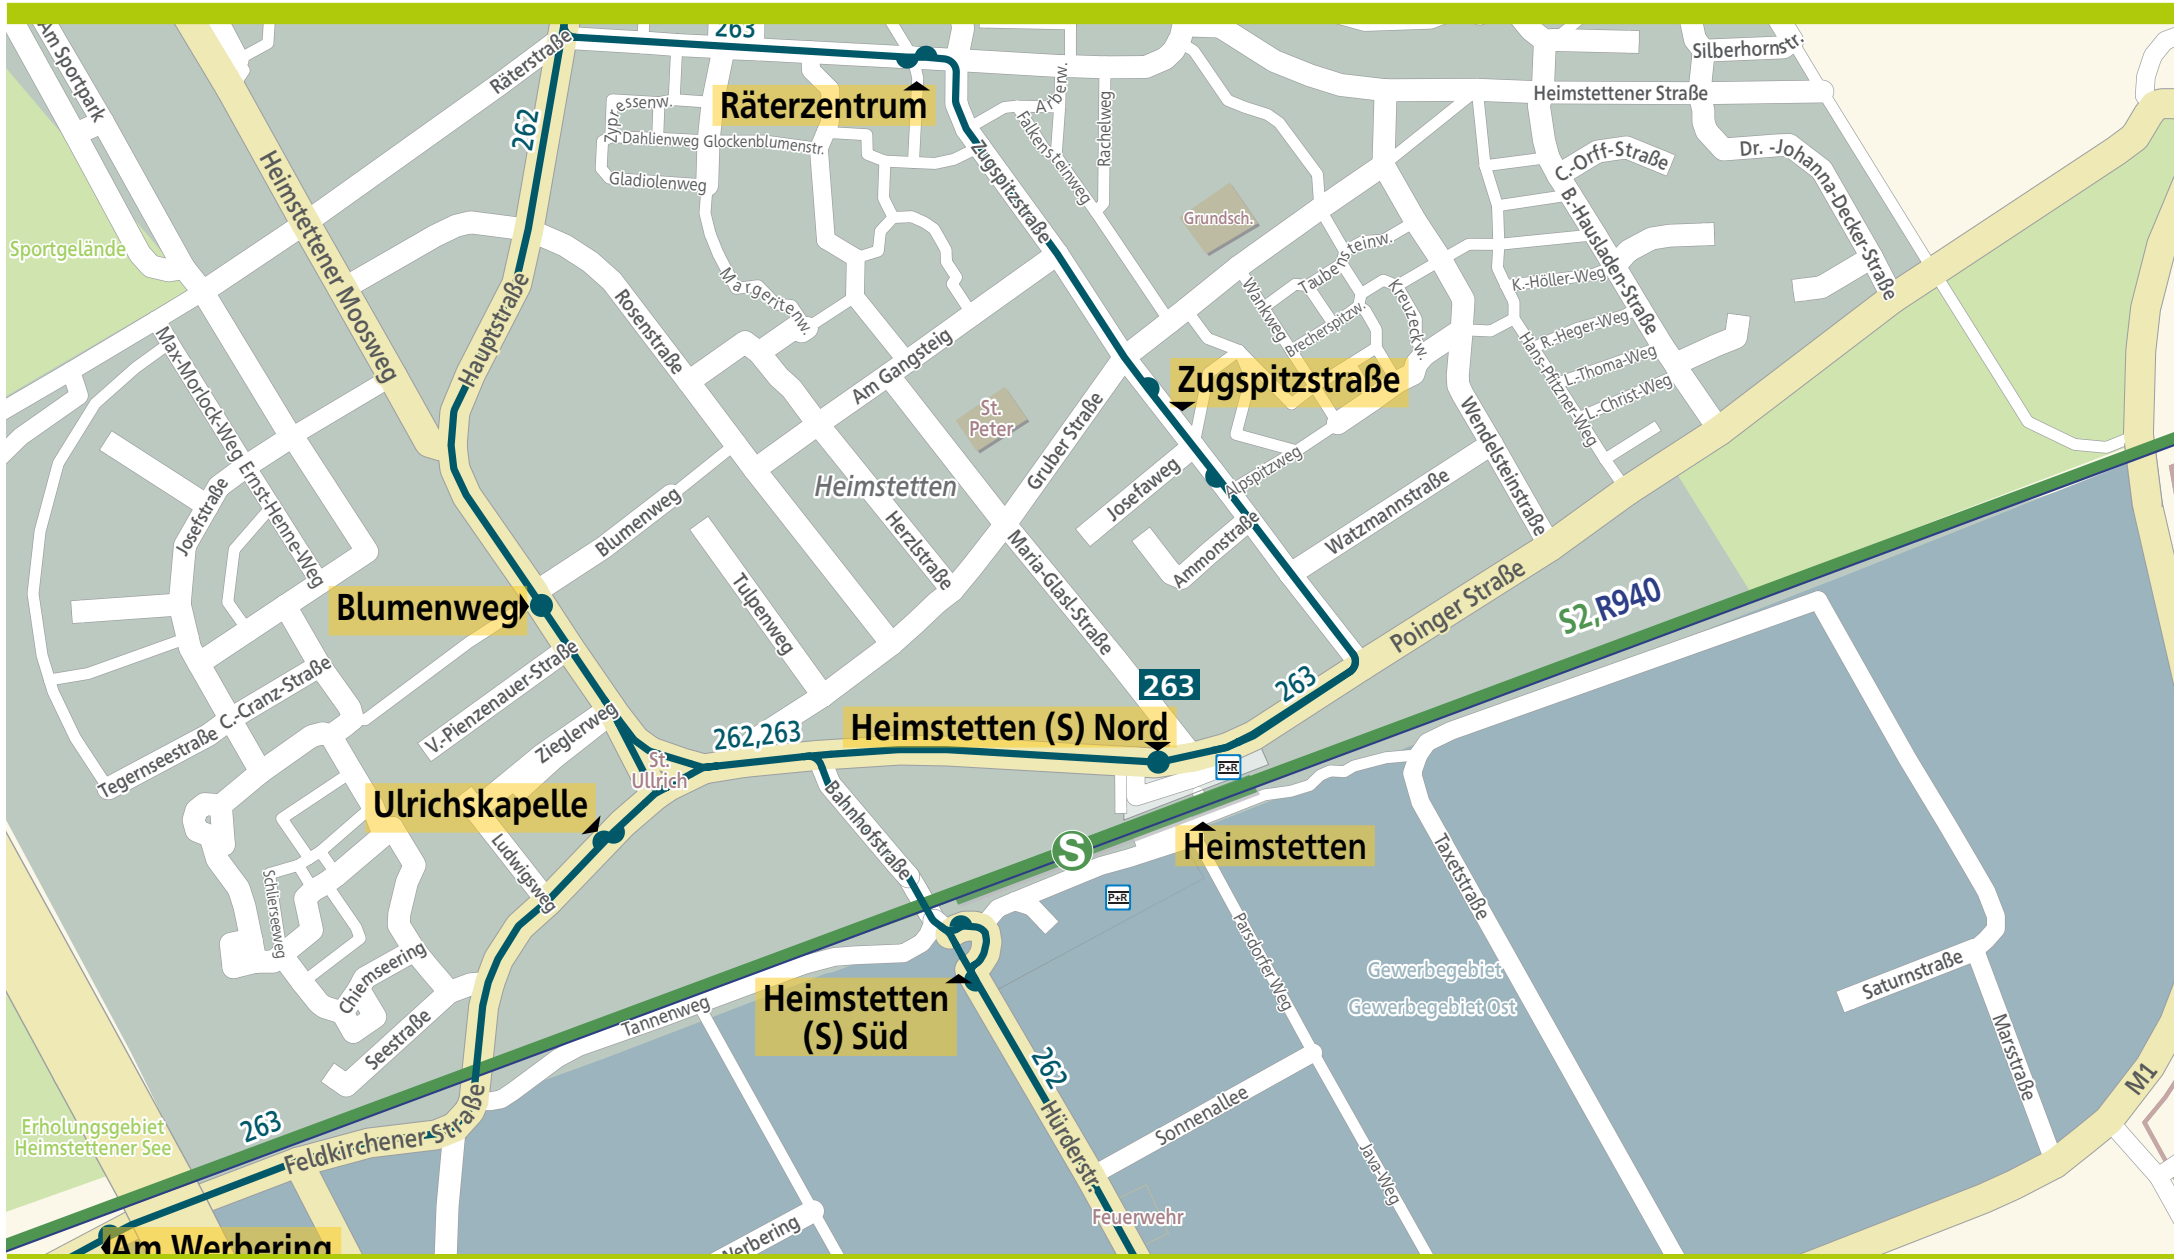 Am Sportpark
Räterstraße
263
262
Räterzentrum
Zypressenw.
Dahlienweg
Glockenblumenstr.
Gladiolenweg
Margeritenw.
Arberw.
Rachelweg
Falkensteinweg
Zugspitzstraße
Silberhornstr.
Heimstettener Straße
C.-Orff-Straße
Dr. -Johanna-Decker-Straße
B.-Hausladen-Straße
Grundsch.
Sportgelände
Heimstettener Moosweg
Hauptstraße
Rosenstraße
Taubensteinw.
Wankweg
Brecherspitzw.
Kreuzeckw.
K.-Höller-Weg
R.-Heger-Weg
L.-Thoma-Weg
L.-Christ-Weg
Hans-Pfitzner-Weg
Max-Morlock-Weg
Am Gangsteig
Zugspitzstraße
St.
Peter
Gruber Straße
Wendelsteinstraße
Josefstraße
Ernst-Henne-Weg
Heimstetten
Josefaweg
Alpspitzweg
Watzmannstraße
Blumenweg
Herzlstraße
Maria-Glasl-Straße
Ammonstraße
Tulpenweg
Blumenweg
Poinger Straße
S2,R940
V.-Pienzenauer-Straße
C.-Cranz-Straße
Tegernseestraße
Zieglerweg
263
263
262,263
Heimstetten (S) Nord
P+R
St.
Ullrich
Ulrichskapelle
Bahnhofstraße
S
Heimstetten
P+R
Taxetstraße
Ludwigsweg
Schlierseeweg
Chiemseering
Seestraße
Parsdorfer Weg
Gewerbegebiet
Gewerbegebiet Ost
Saturnstraße
Tannenweg
Heimstetten
(S) Süd
262
Marsstraße
M1
Hürderstr.
Sonnenallee
Java-Weg
Erholungsgebiet
Heimstettener See
263
Feldkirchener Straße
Feuerwehr
Werbering
Am Werbering